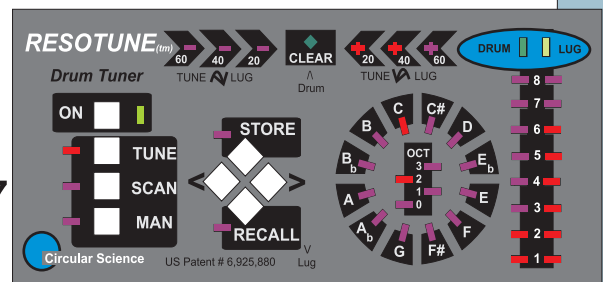 RESOTUNE(tm)
Drum Tuner
60 40 20
TUNE LUG
CLEAR
Λ
Drum
20 40 60
TUNE LUG
DRUM LUG
ON
TUNE
SCAN
MAN
STORE
< >
RECALL
V
Lug
C
C#
D
Eb
E
F
F#
G
Ab
A
Bb
B
OCT
3
2
1
0
8
7
6
5
4
3
2
1
Circular Science
US Patent # 6,925,880